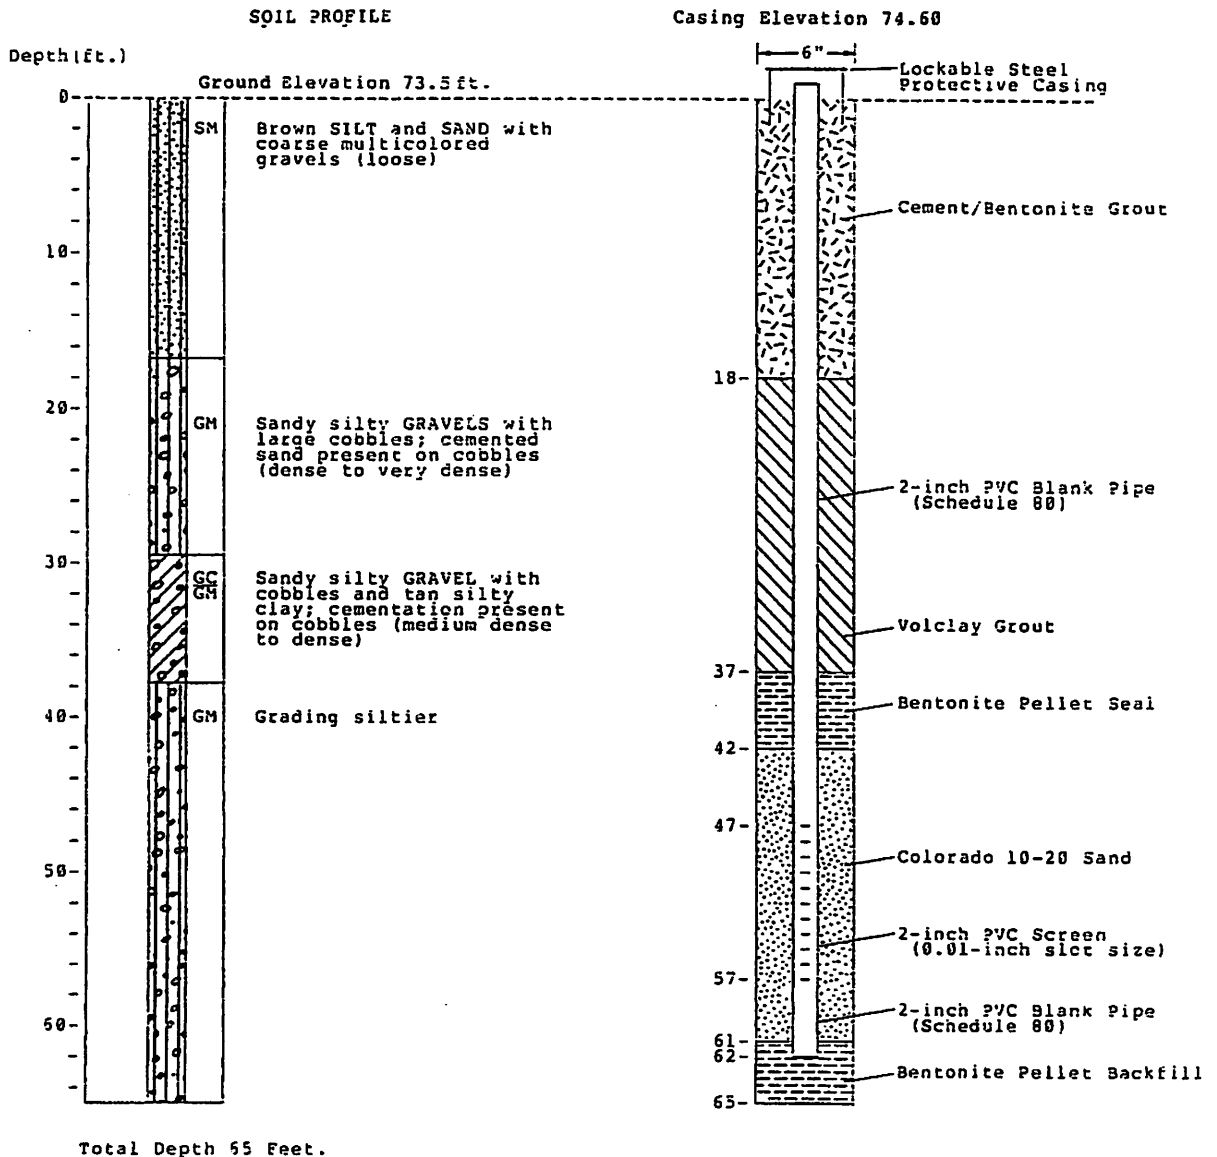 SOIL PROFILE
Casing Elevation 74.60
Depth(ft.)
6"
Lockable Steel
Protective Casing
Ground Elevation 73.5 ft.
0-
SM
Brown SILT and SAND with
coarse multicolored
gravels (loose)
Cement/Bentonite Grout
10-
18-
20-
GM
Sandy silty GRAVELS with
large cobbles; cemented
sand present on cobbles
(dense to very dense)
2-inch PVC Blank Pipe
(Schedule 80)
30-
GC
GM
Sandy silty GRAVEL with
cobbles and tan silty
clay; cementation present
on cobbles (medium dense
to dense)
Volclay Grout
37-
Bentonite Pellet Seal
40-
GM
Grading siltier
42-
47-
Colorado 10-20 Sand
50-
2-inch PVC Screen
(0.01-inch slot size)
57-
2-inch PVC Blank Pipe
(Schedule 80)
60-
61-
62-
Bentonite Pellet Backfill
65-
Total Depth 65 Feet.